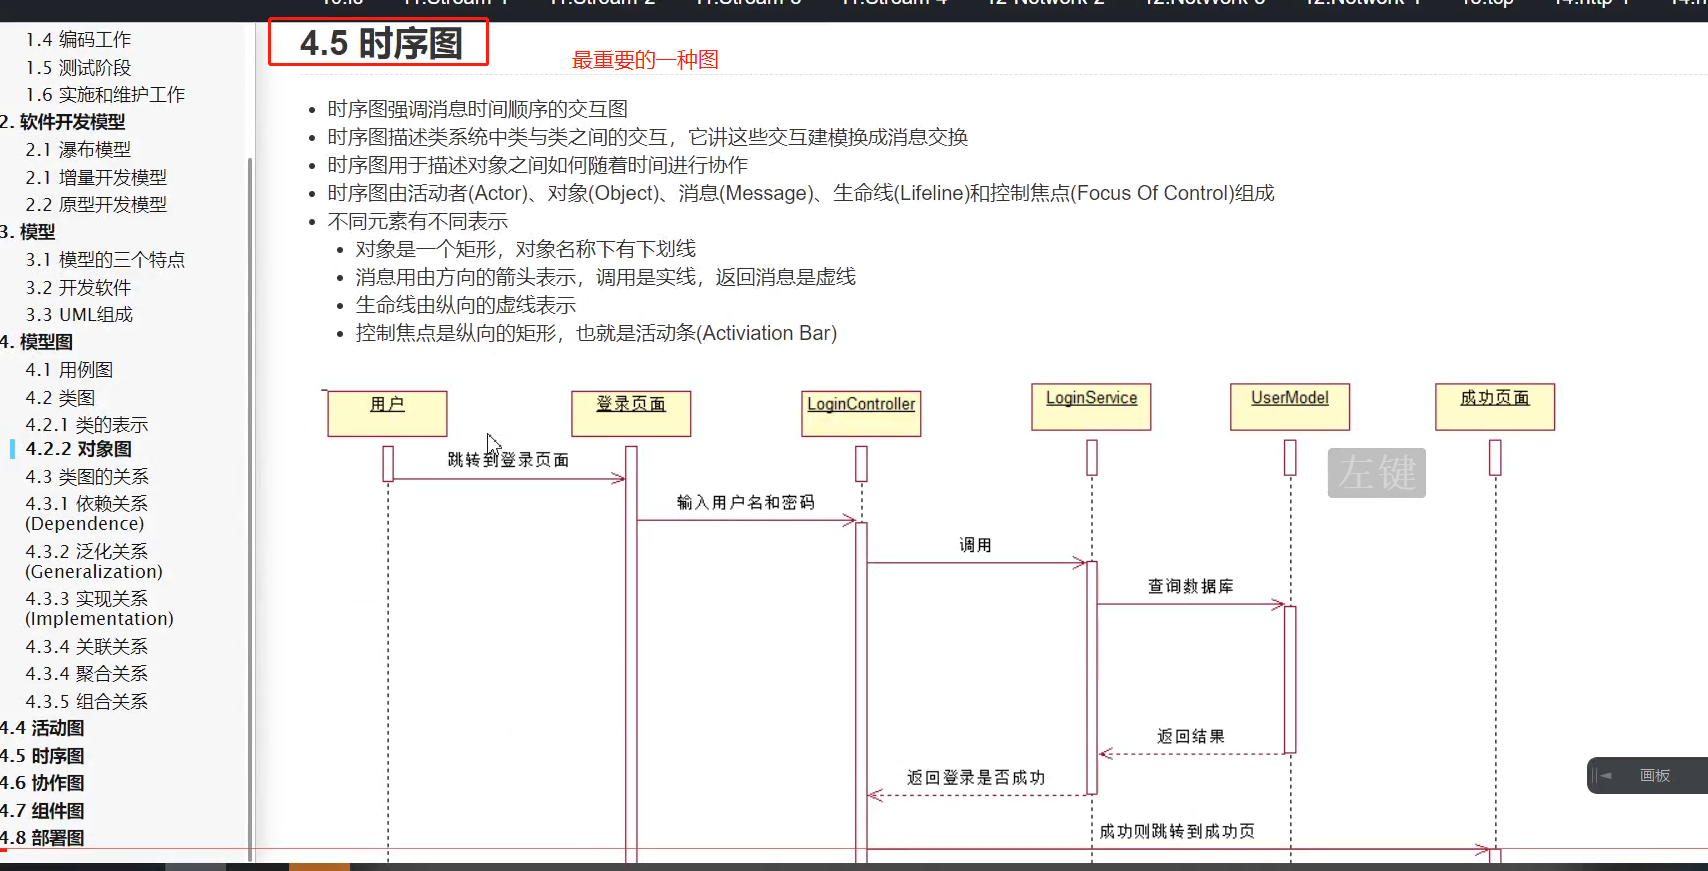 1.4 编码工作
1.5 测试阶段
1.6 实施和维护工作
2. 软件开发模型
2.1 瀑布模型
2.1 增量开发模型
2.2 原型开发模型
3. 模型
3.1 模型的三个特点
3.2 开发软件
3.3 UML组成
4. 模型图
4.1 用例图
4.2 类图
4.2.1 类的表示
4.2.2 对象图
4.3 类图的关系
4.3.1 依赖关系
(Dependence)
4.3.2 泛化关系
(Generalization)
4.3.3 实现关系
(Implementation)
4.3.4 关联关系
4.3.4 聚合关系
4.3.5 组合关系
4.4 活动图
4.5 时序图
4.6 协作图
4.7 组件图
4.8 部署图
4.5 时序图
最重要的一种图
时序图强调消息时间顺序的交互图
时序图描述类系统中类与类之间的交互，它讲这些交互建模换成消息交换
时序图用于描述对象之间如何随着时间进行协作
时序图由活动者(Actor)、对象(Object)、消息(Message)、生命线(Lifeline)和控制焦点(Focus Of Control)组成
不同元素有不同表示
对象是一个矩形，对象名称下有下划线
消息用由方向的箭头表示，调用是实线，返回消息是虚线
生命线由纵向的虚线表示
控制焦点是纵向的矩形，也就是活动条(Activiation Bar)
用户
登录页面
LoginController
LoginService
UserModel
成功页面
跳转到登录页面
左键
输入用户名和密码
调用
查询数据库
返回结果
返回登录是否成功
画板
成功则跳转到成功页